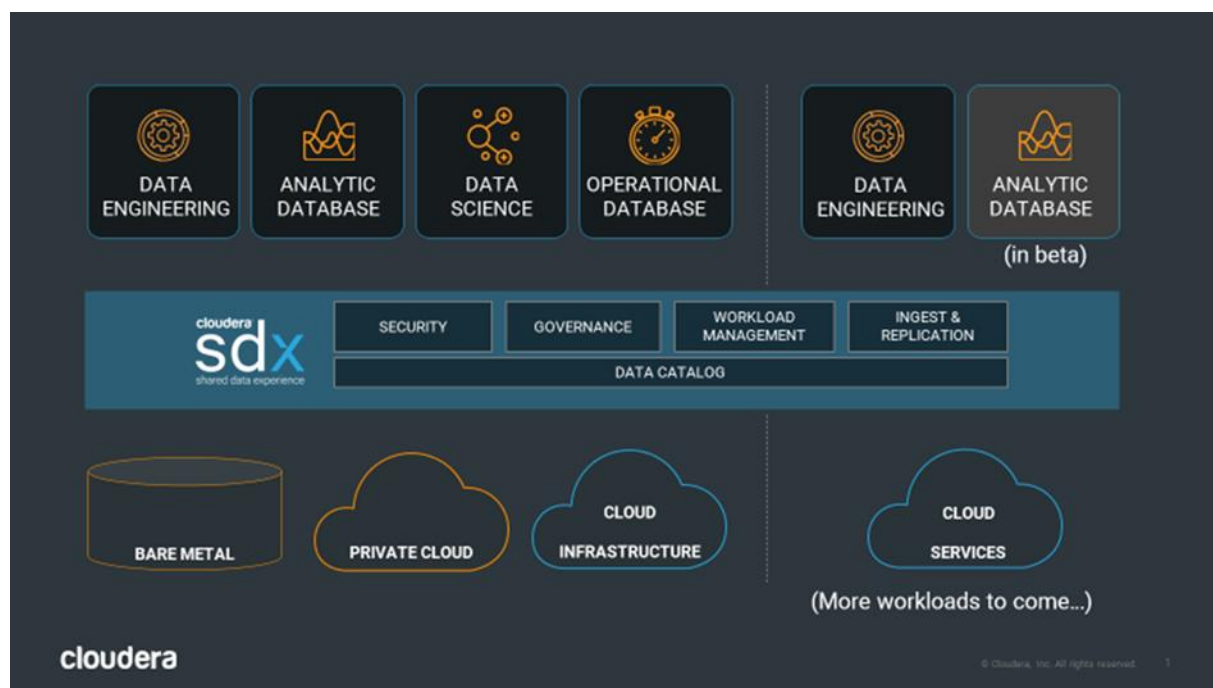 DATA
ENGINEERING
ANALYTIC
DATABASE
DATA
SCIENCE
OPERATIONAL
DATABASE
DATA
ENGINEERING
ANALYTIC
DATABASE
(in beta)
cloudera
sdx
shared data experience
SECURITY
GOVERNANCE
WORKLOAD
MANAGEMENT
INGEST &
REPLICATION
DATA CATALOG
BARE METAL
PRIVATE CLOUD
CLOUD
INFRASTRUCTURE
CLOUD
SERVICES
(More workloads to come...)
cloudera
© Cloudera, Inc. All rights reserved.
1